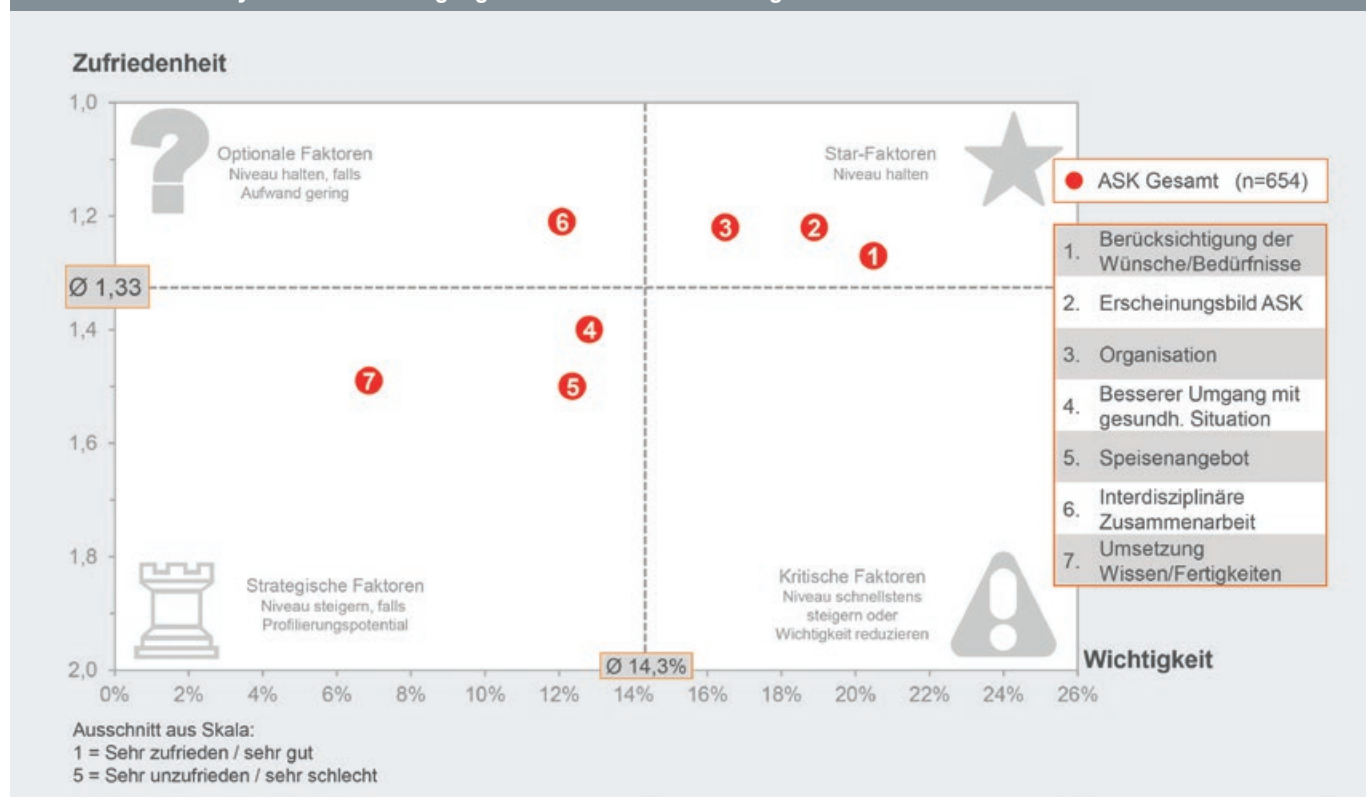 Zufriedenheit
1,0
1,2
Ø 1,33
1,4
1,6
1,8
2,0
Optionale Faktoren
Niveau halten, falls
Aufwand gering
Star-Faktoren
Niveau halten
6
3
2
1
4
5
7
Strategische Faktoren
Niveau steigern, falls
Profilierungspotential
Kritische Faktoren
Niveau schnellstens
steigern oder
Wichtigkeit reduzieren
Ø 14,3%
0% 2% 4% 6% 8% 10% 12% 14% 16% 18% 20% 22% 24% 26%
Wichtigkeit
ASK Gesamt (n=654)
1. Berücksichtigung der
Wünsche/Bedürfnisse
2. Erscheinungsbild ASK
3. Organisation
4. Besserer Umgang mit
gesundh. Situation
5. Speisenangebot
6. Interdisziplinäre
Zusammenarbeit
7. Umsetzung
Wissen/Fertigkeiten
Ausschnitt aus Skala:
1 = Sehr zufrieden / sehr gut
5 = Sehr unzufrieden / sehr schlecht